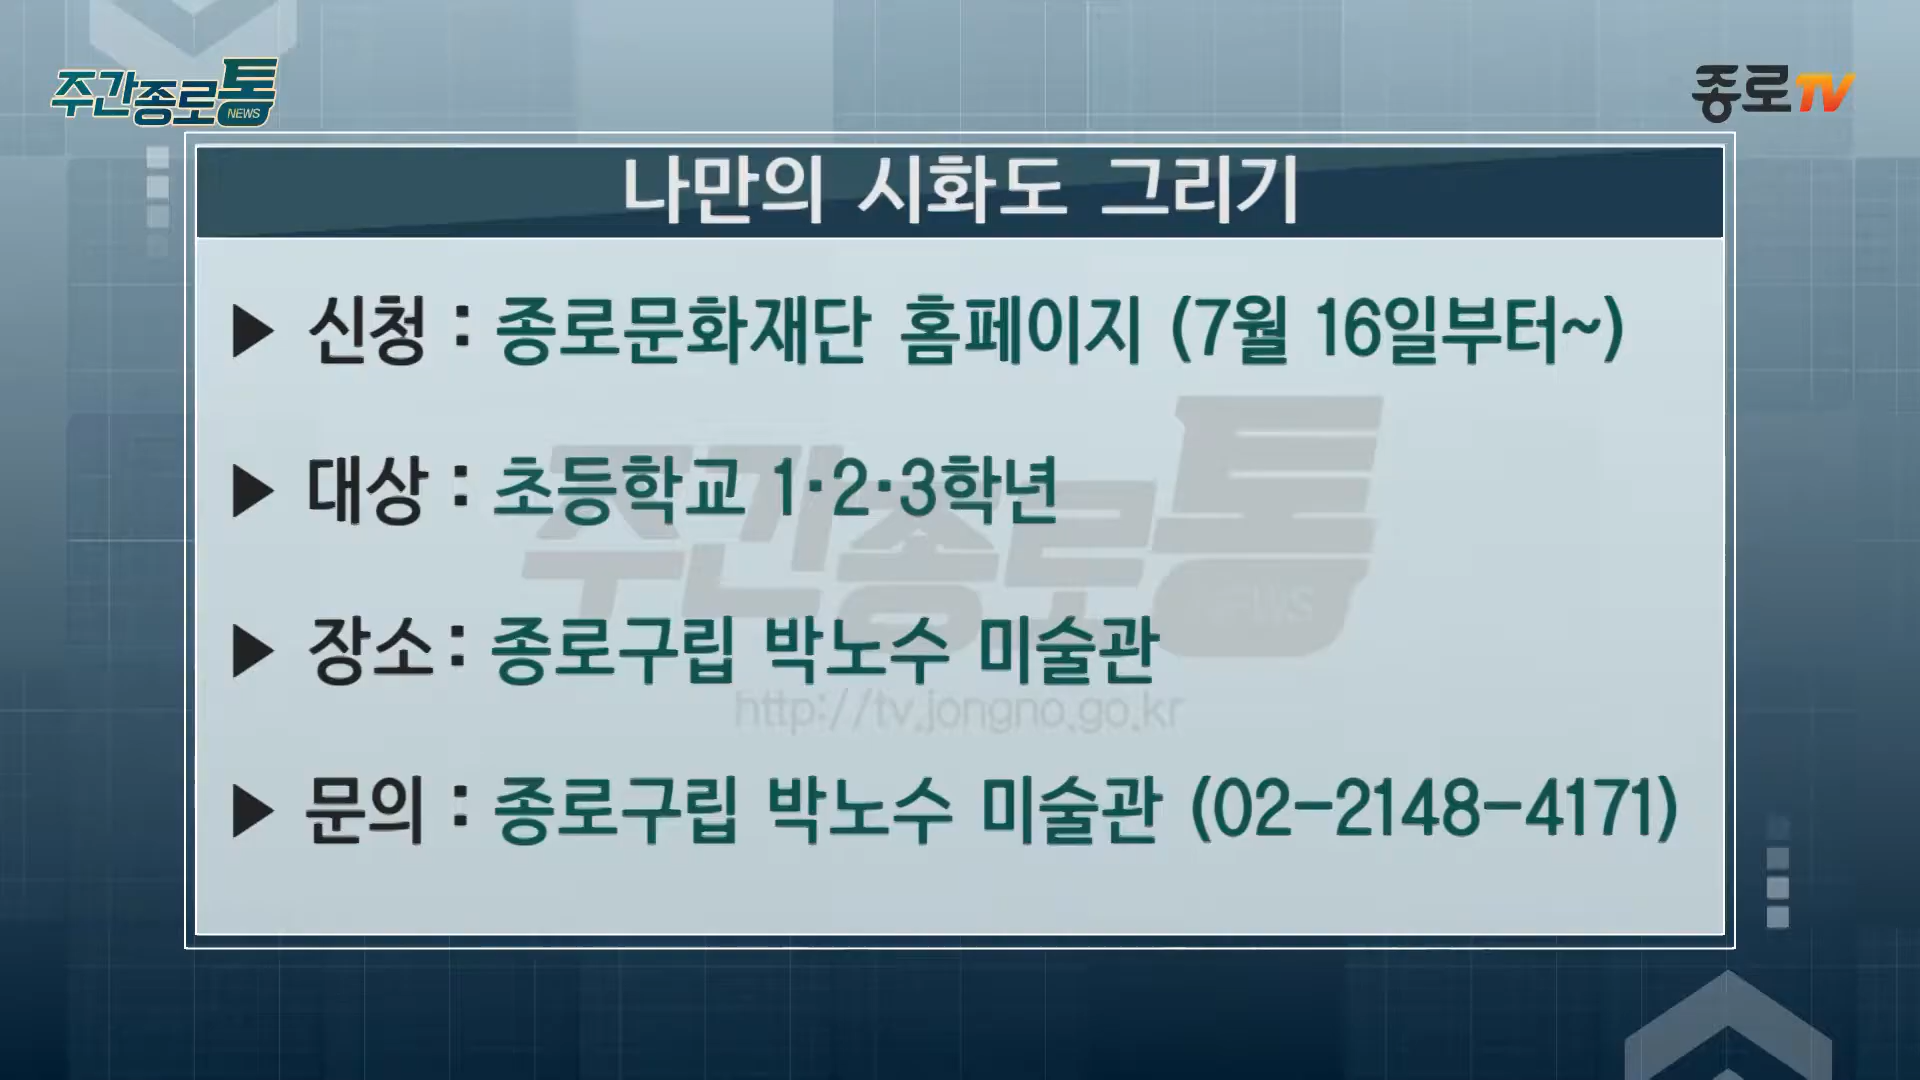 주간종로톡
NEWS
종로TV
나만의 시화도 그리기
▶ 신청 : 종로문화재단 홈페이지 (7월 16일부터~)
▶ 대상 : 초등학교 1·2·3학년
▶ 장소 : 종로구립 박노수 미술관
http://tv.jongno.go.kr
▶ 문의 : 종로구립 박노수 미술관 (02-2148-4171)